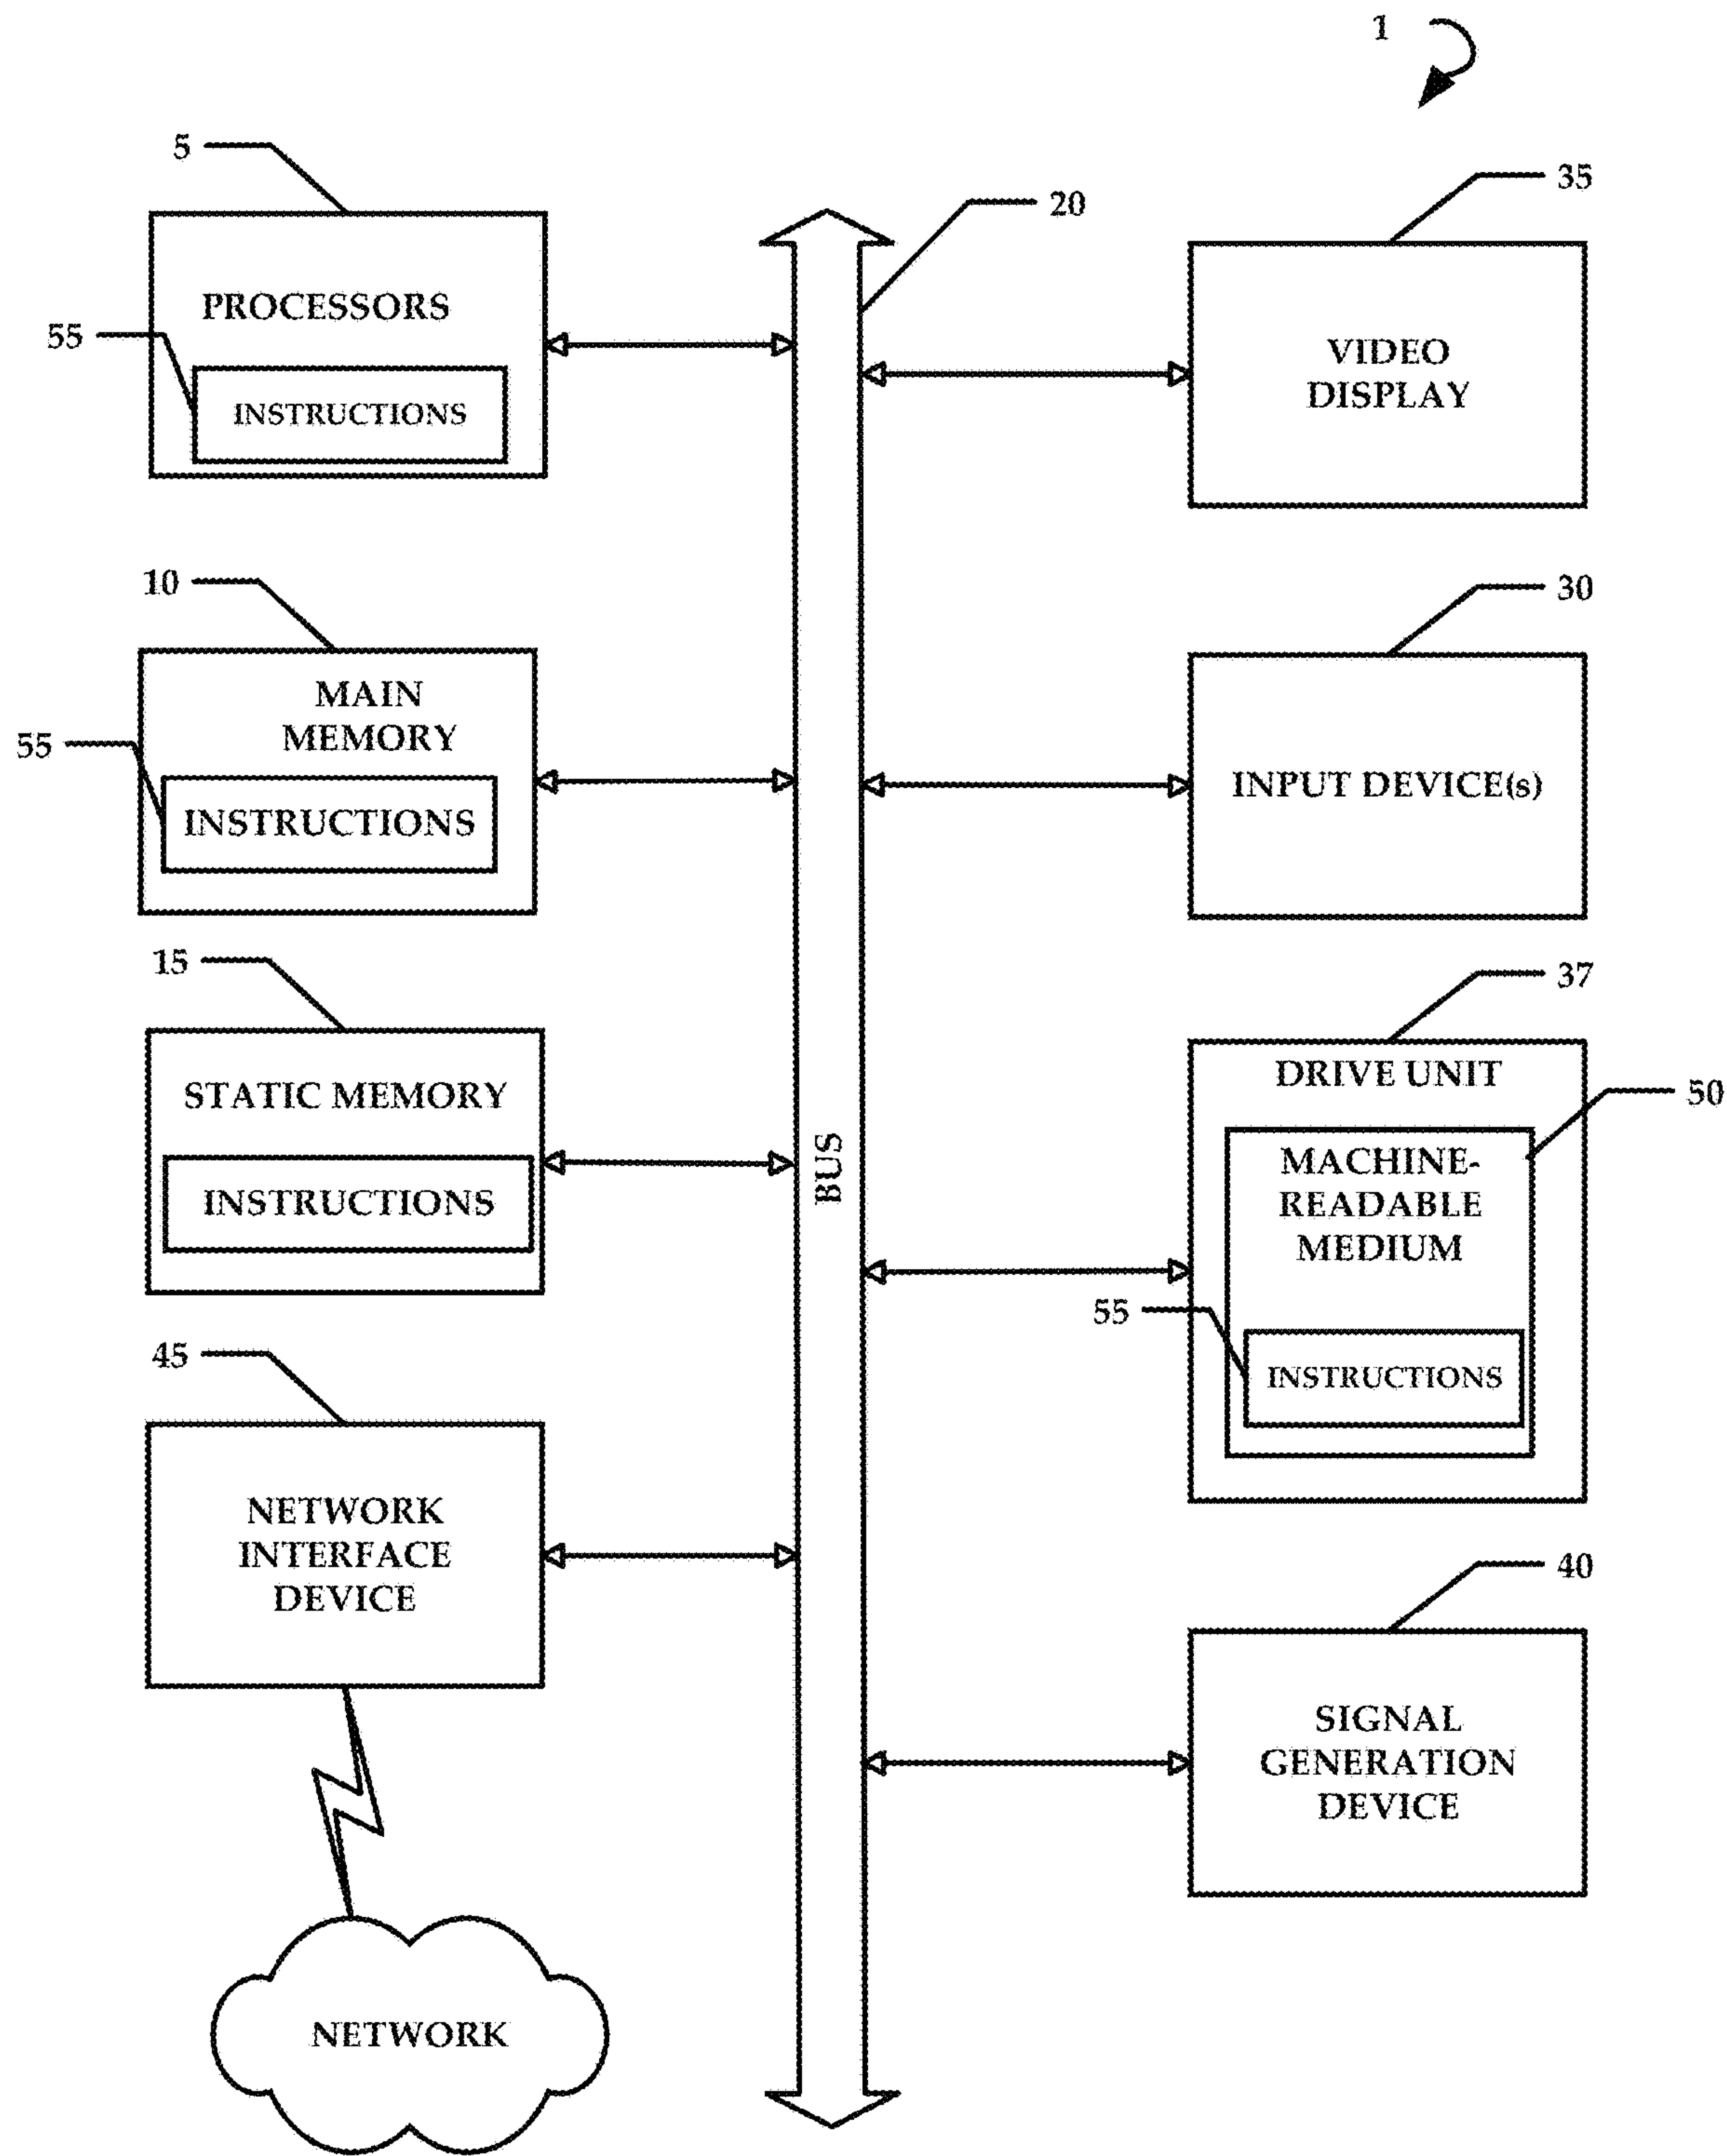 1
5
PROCESSORS
55
INSTRUCTIONS
10
MAIN
MEMORY
55
INSTRUCTIONS
15
STATIC MEMORY
INSTRUCTIONS
45
NETWORK
INTERFACE
DEVICE
NETWORK
20
BUS
35
VIDEO
DISPLAY
30
INPUT DEVICE(s)
37
DRIVE UNIT
50
MACHINE-
READABLE
MEDIUM
55
INSTRUCTIONS
40
SIGNAL
GENERATION
DEVICE